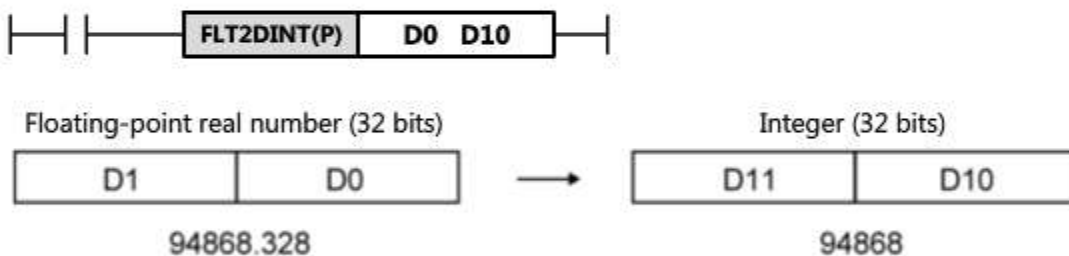 FLT2DINT(P) D0 D10
Floating-point real number (32 bits) Integer (32 bits)
D1 D0 D11 D10
94868.328 94868